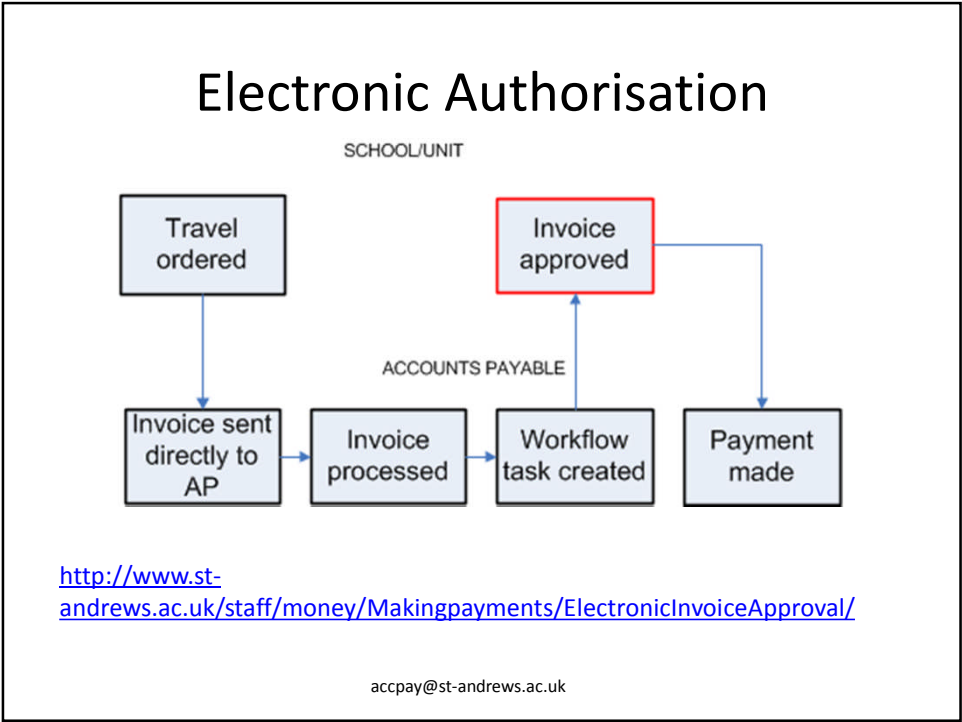 Electronic Authorisation
SCHOOL/UNIT
Travel
ordered
Invoice
approved
ACCOUNTS PAYABLE
Invoice sent
directly to
AP
Invoice
processed
Workflow
task created
Payment
made
http://www.st-
andrews.ac.uk/staff/money/Makingpayments/ElectronicInvoiceApproval/
accpay@st-andrews.ac.uk